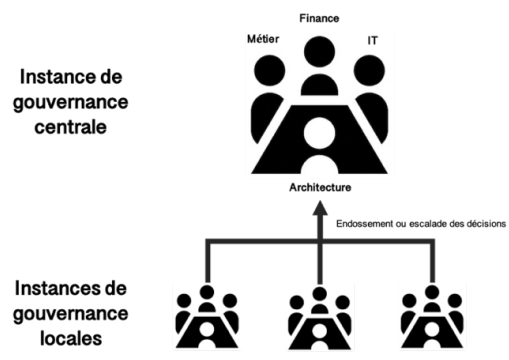 Finance
Métier
IT
Instance de
gouvernance
centrale
Architecture
Endossement ou escalade des décisions
Instances de
gouvernance
locales